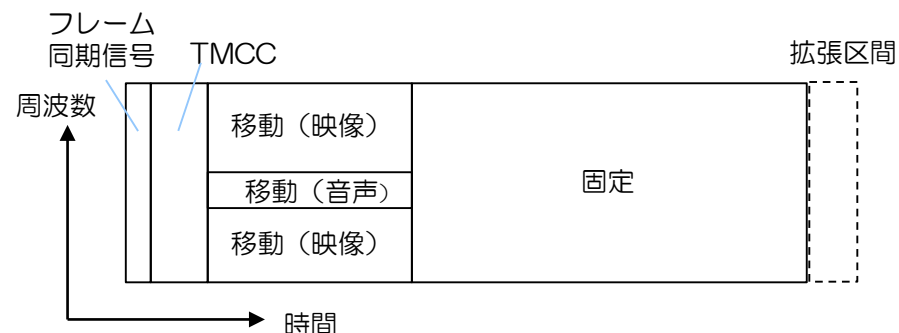 フレーム
同期信号
TMCC
拡張区間
周波数
移動（映像）
移動（音声）
固定
移動（映像）
時間